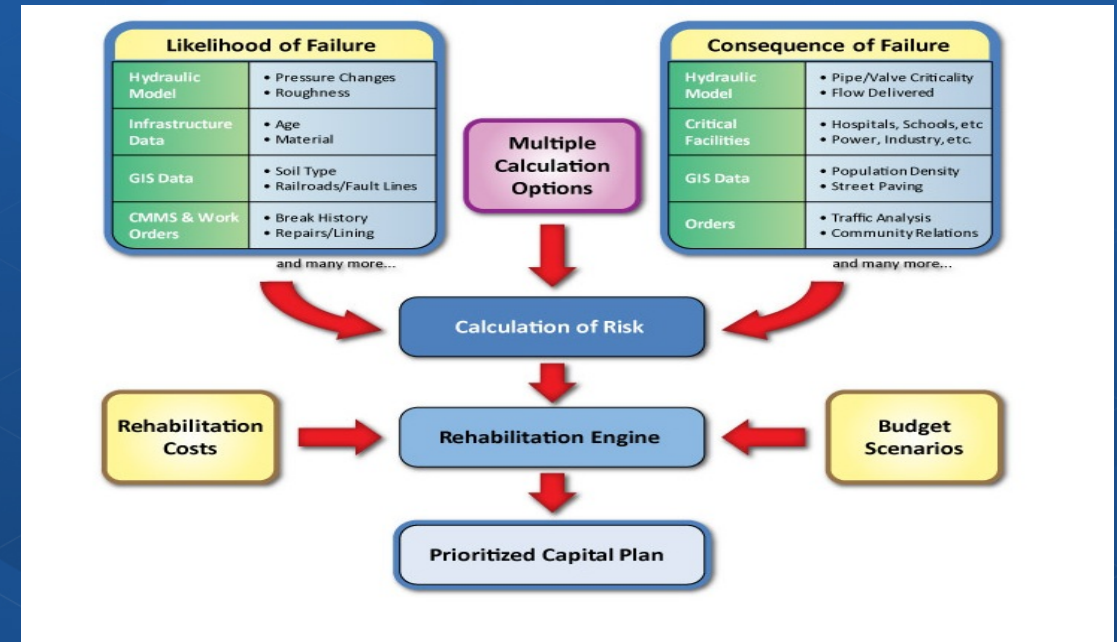 Likelihood of Failure
Hydraulic
Model
• Pressure Changes
• Roughness
Infrastructure
Data
• Age
• Material
GIS Data
• Soil Type
• Railroads/Fault Lines
CMMS & Work
Orders
• Break History
• Repairs/Lining
and many more...
Multiple
Calculation
Options
Consequence of Failure
Hydraulic
Model
• Pipe/Valve Criticality
• Flow Delivered
Critical
Facilities
• Hospitals, Schools, etc
• Power, Industry, etc.
GIS Data
• Population Density
• Street Paving
Orders
• Traffic Analysis
• Community Relations
and many more...
Calculation of Risk
Rehabilitation
Costs
Rehabilitation Engine
Budget
Scenarios
Prioritized Capital Plan